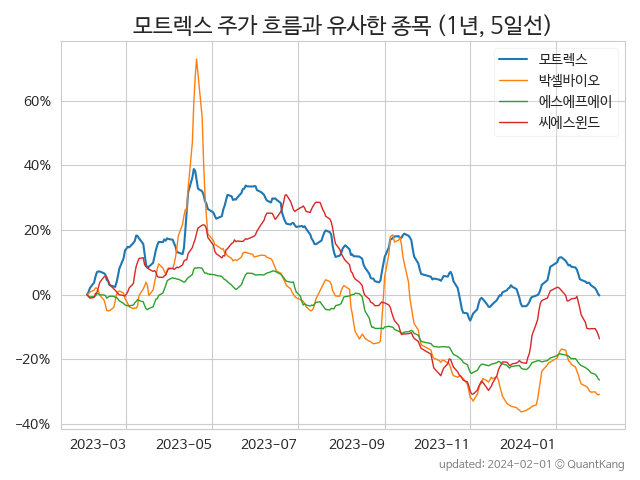 모트렉스 주가 흐름과 유사한 종목 (1년, 5일선)
모트렉스
박셀바이오
에스에프에이
씨에스윈드
60%
40%
20%
0%
−20%
−40%
2023-03 2023-05 2023-07 2023-09 2023-11 2024-01
updated: 2024-02-01 © QuantKang